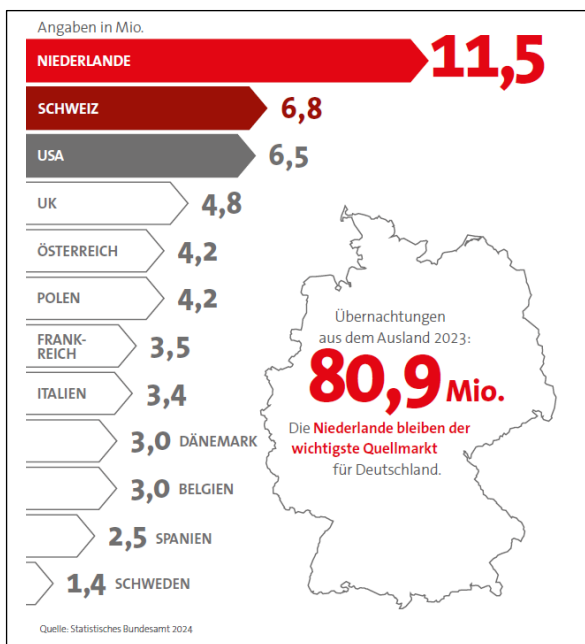 Angaben in Mio.
NIEDERLANDE 11,5
SCHWEIZ 6,8
USA 6,5
UK 4,8
ÖSTERREICH 4,2
POLEN 4,2
FRANK-
REICH 3,5
ITALIEN 3,4
3,0 DÄNEMARK
3,0 BELGIEN
2,5 SPANIEN
1,4 SCHWEDEN
Übernachtungen
aus dem Ausland 2023:
80,9 Mio.
Die Niederlande bleiben der
wichtigste Quellmarkt
für Deutschland.
Quelle: Statistisches Bundesamt 2024